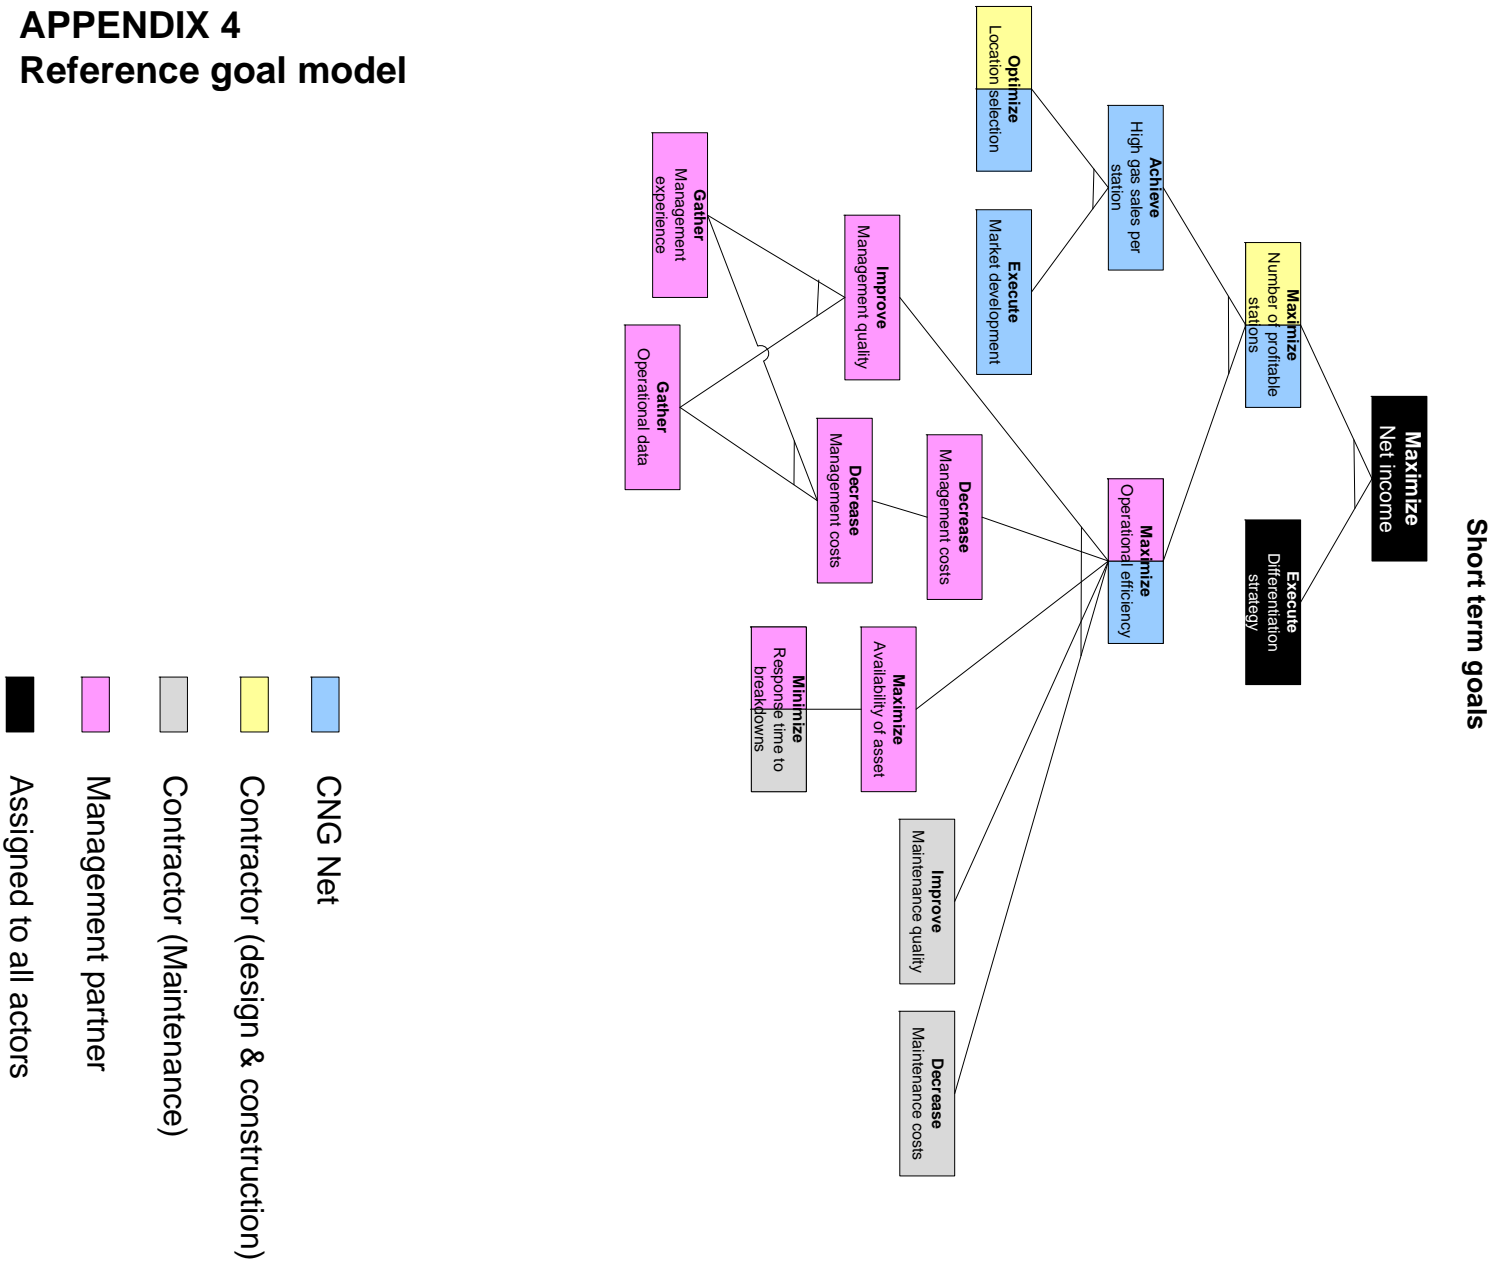 APPENDIX 4
Reference goal model
Short term goals
Maximize
Net income
Maximize
Number of profitable
stations
Execute
Differentiation
strategy
Achieve
High gas sales per
station
Maximize
Operational efficiency
Optimize
Location selection
Execute
Market development
Improve
Management quality
Decrease
Management costs
Maximize
Availability of asset
Improve
Maintenance quality
Decrease
Maintenance costs
Decrease
Management costs
Minimize
Response time to
breakdowns
Gather
Management
experience
Gather
Operational data
CNG Net
Contractor (design & construction)
Contractor (Maintenance)
Management partner
Assigned to all actors